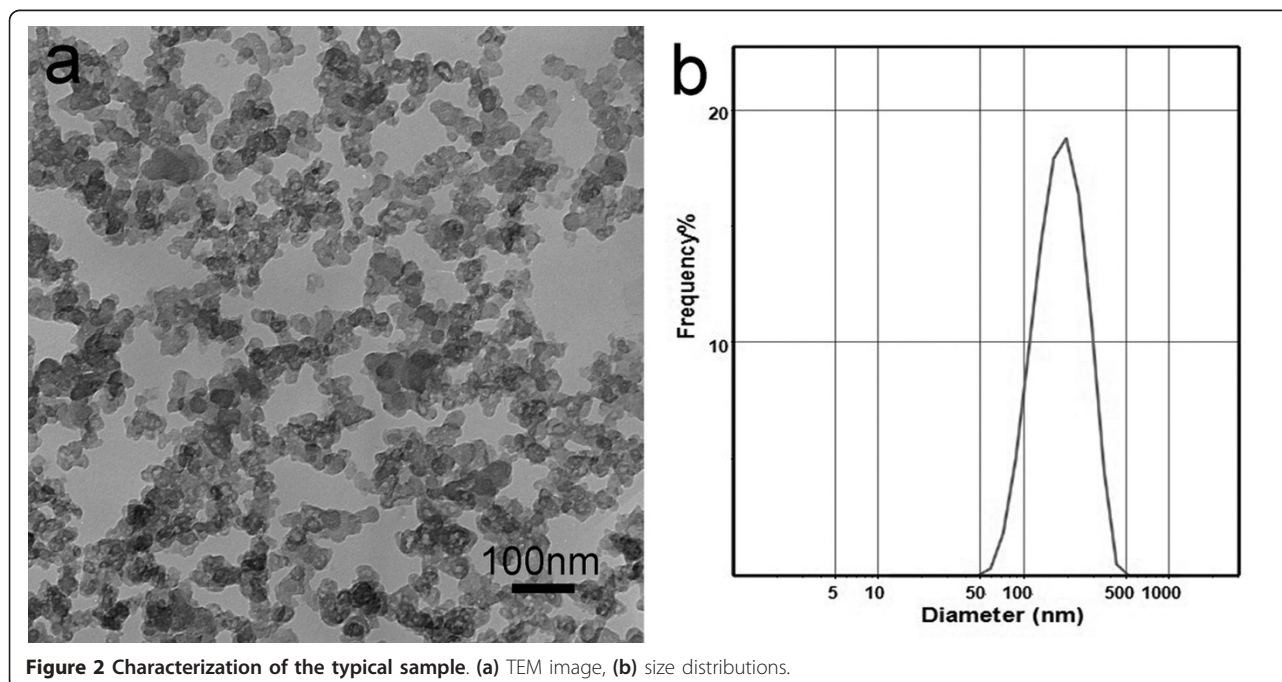 a
100nm
b
20
10
Frequency%
5 10 50 100 500 1000
Diameter (nm)
Figure 2 Characterization of the typical sample. (a) TEM image, (b) size distributions.